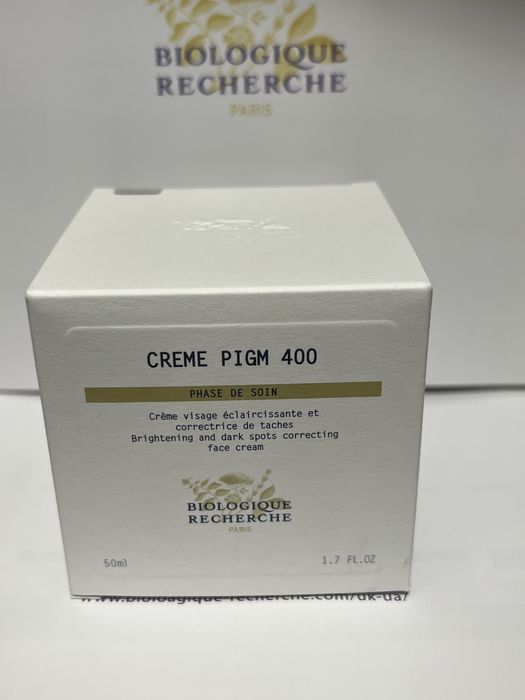 BIOLOGIQUE
RECHERCHE
PARIS
CREME PIGM 400
PHASE DE SOIN
Crème visage éclaircissante et
correctrice de taches
Brightening and dark spots correcting
face cream
BIOLOGIQUE
RECHERCHE
PARIS
50ml 1.7 FL.OZ